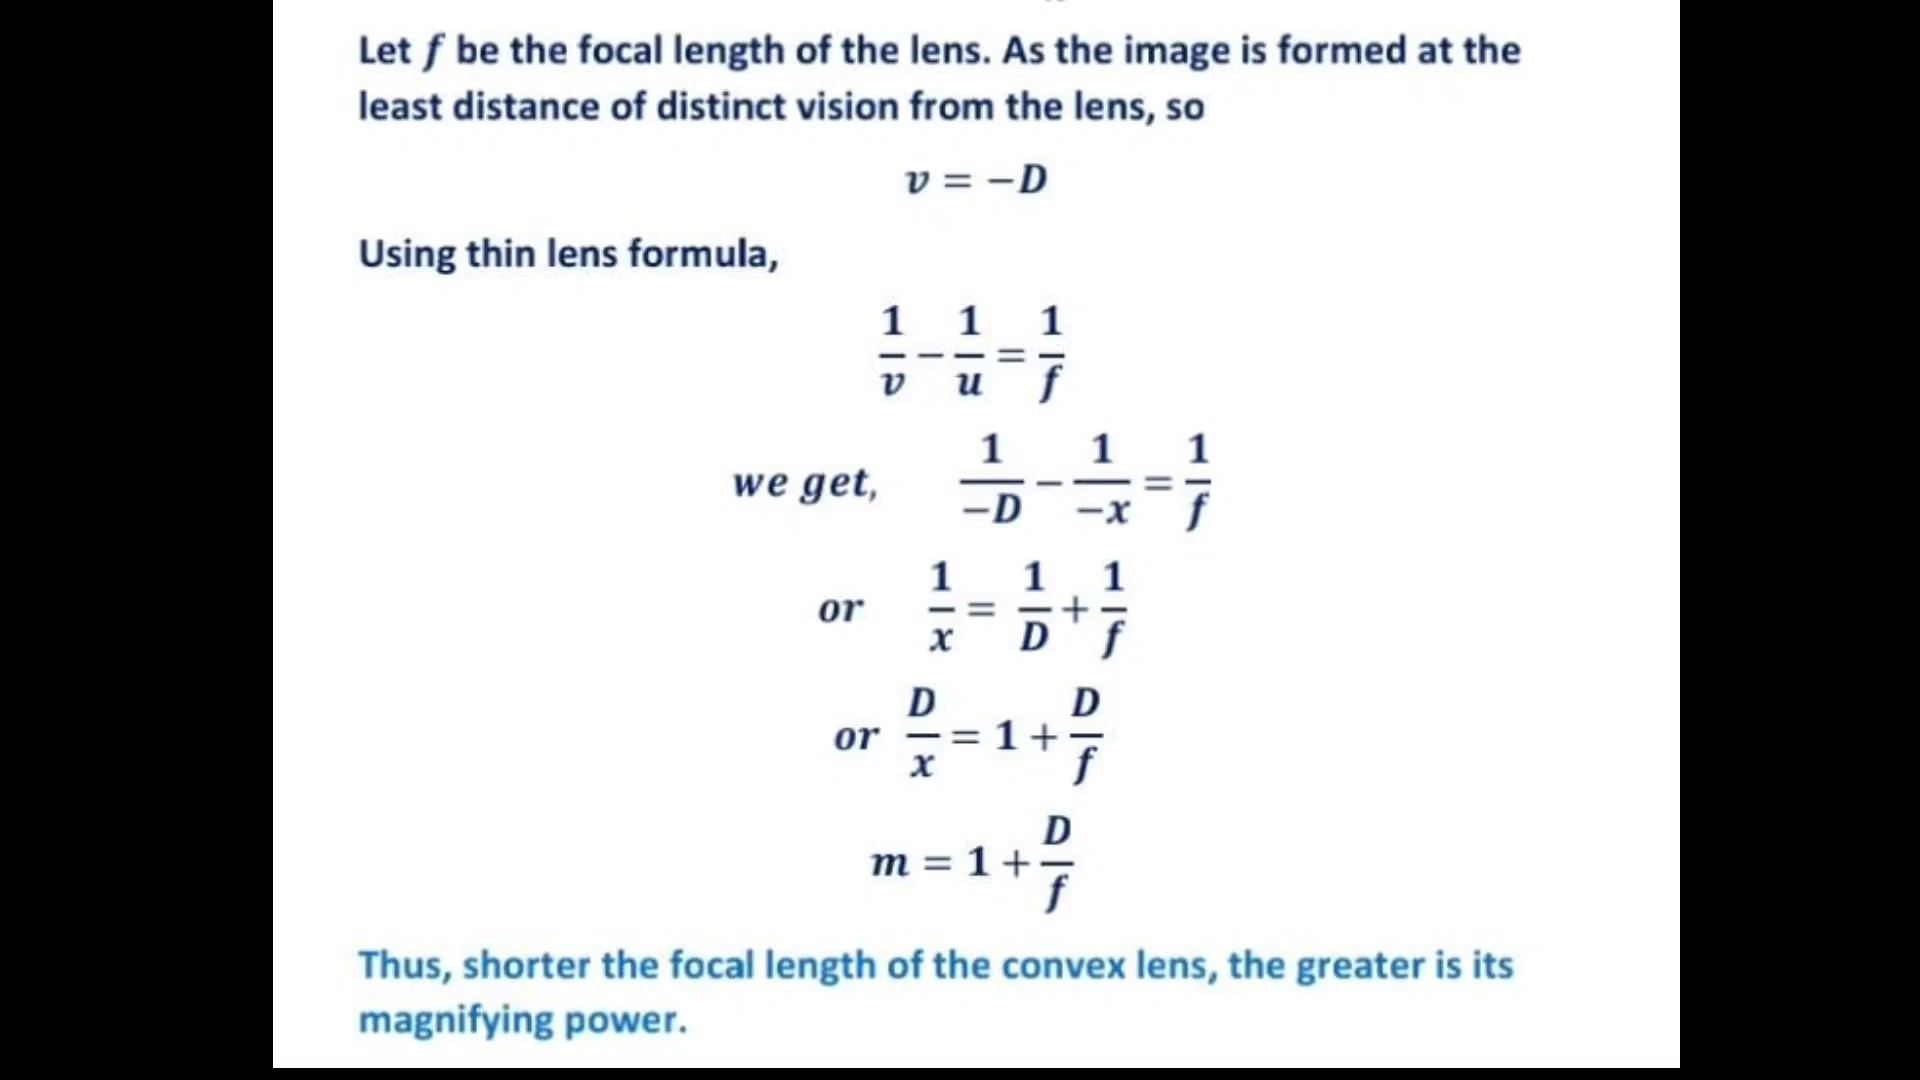 Let f be the focal length of the lens. As the image is formed at the
least distance of distinct vision from the lens, so
v = −D
Using thin lens formula,
1/v − 1/u = 1/f
we get, 1/−D − 1/−x = 1/f
or 1/x = 1/D + 1/f
or D/x = 1 + D/f
m = 1 + D/f
Thus, shorter the focal length of the convex lens, the greater is its
magnifying power.